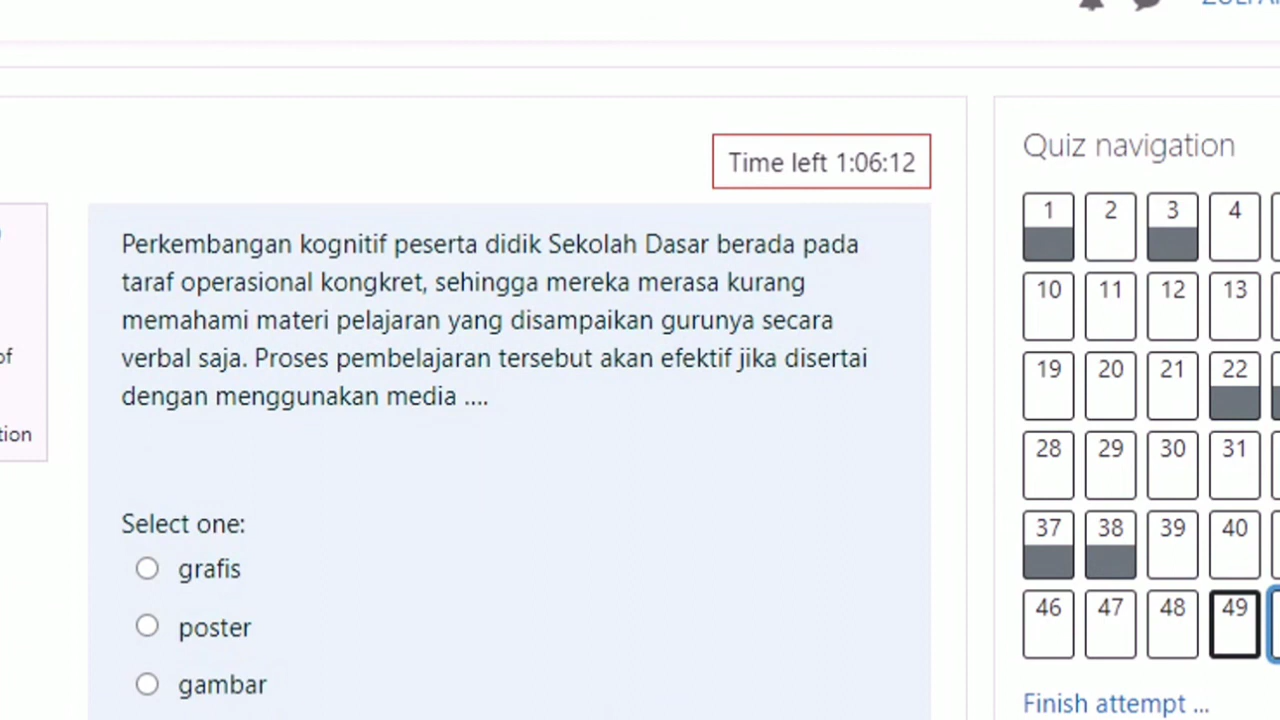 Time left 1:06:12
Perkembangan kognitif peserta didik Sekolah Dasar berada pada
taraf operasional kongkret, sehingga mereka merasa kurang
memahami materi pelajaran yang disampaikan gurunya secara
verbal saja. Proses pembelajaran tersebut akan efektif jika disertai
dengan menggunakan media ....
Select one:
grafis
poster
gambar
of
tion
Quiz navigation
1 2 3 4
10 11 12 13
19 20 21 22
28 29 30 31
37 38 39 40
46 47 48 49
Finish attempt ...